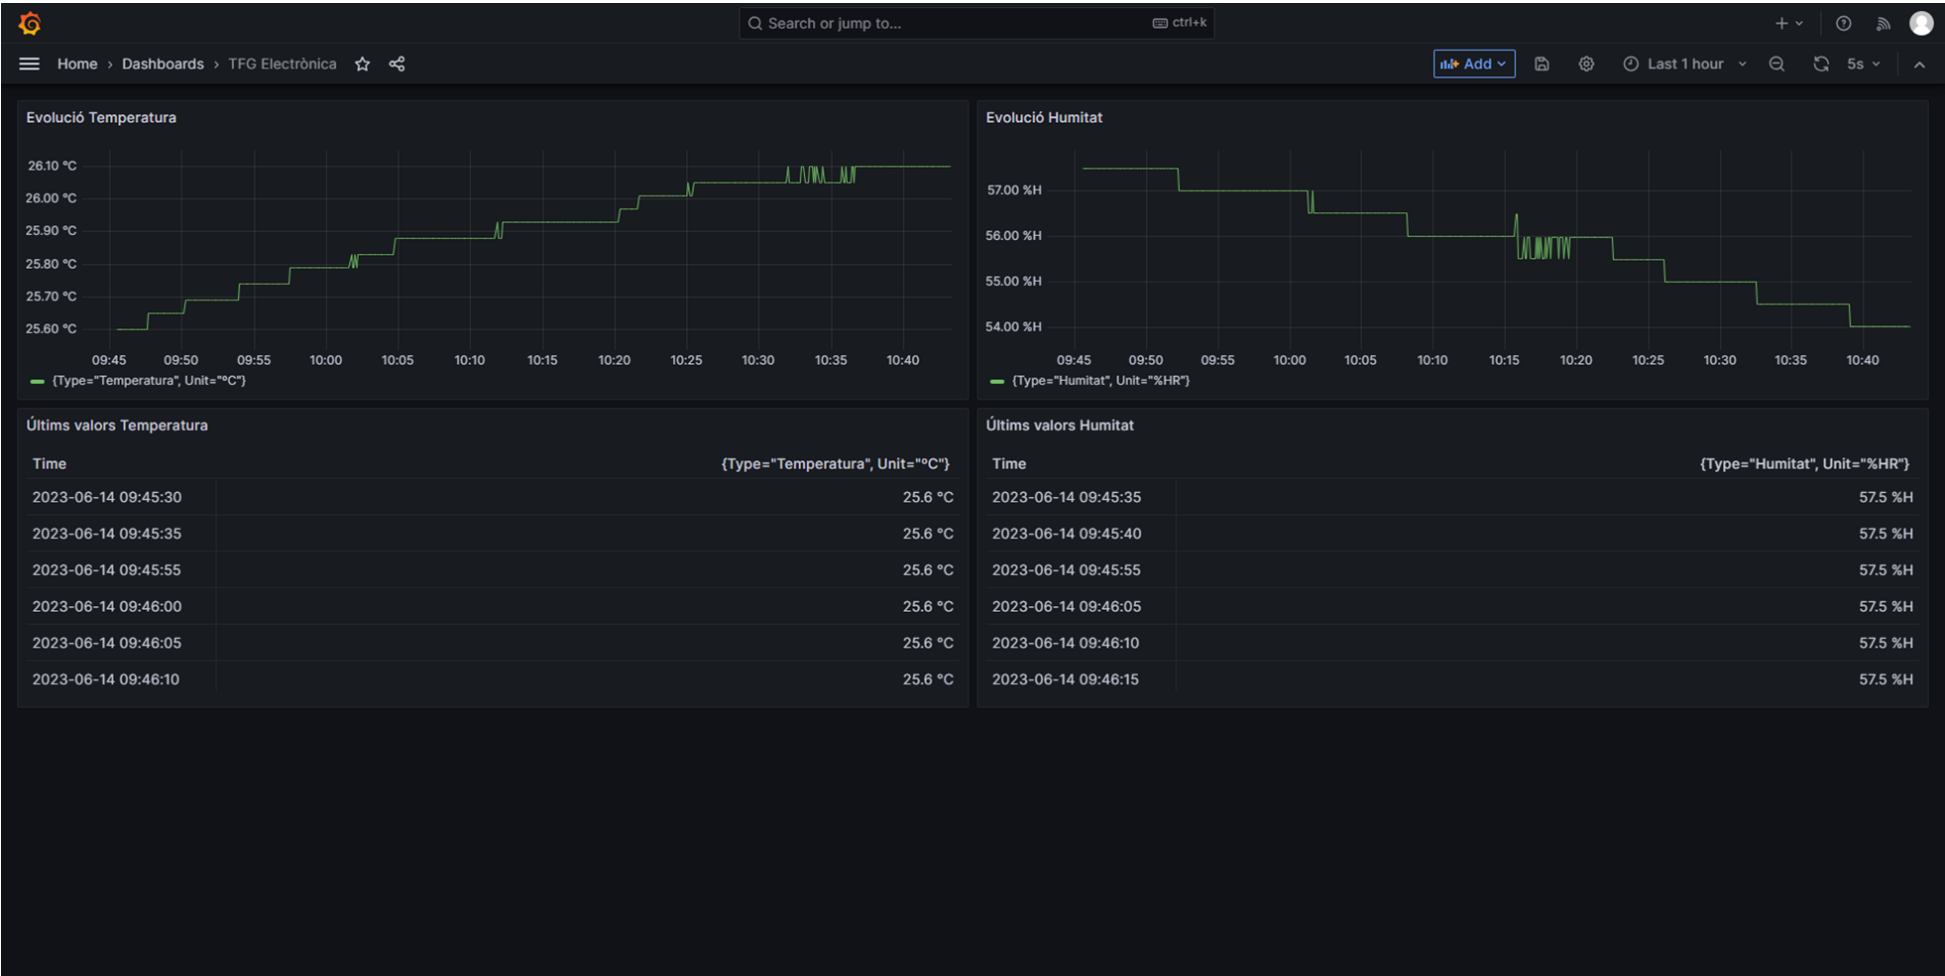 Search or jump to... ctrl+k
Home › Dashboards › TFG Electrònica
Add
Last 1 hour
5s
Evolució Temperatura
26.10 ºC
26.00 ºC
25.90 ºC
25.80 ºC
25.70 ºC
25.60 ºC
09:45 09:50 09:55 10:00 10:05 10:10 10:15 10:20 10:25 10:30 10:35 10:40
{Type="Temperatura", Unit="ºC"}
Evolució Humitat
57.00 %H
56.00 %H
55.00 %H
54.00 %H
09:45 09:50 09:55 10:00 10:05 10:10 10:15 10:20 10:25 10:30 10:35 10:40
{Type="Humitat", Unit="%HR"}
Últims valors Temperatura
Time {Type="Temperatura", Unit="ºC"}
2023-06-14 09:45:30 25.6 °C
2023-06-14 09:45:35 25.6 °C
2023-06-14 09:45:55 25.6 °C
2023-06-14 09:46:00 25.6 °C
2023-06-14 09:46:05 25.6 °C
2023-06-14 09:46:10 25.6 °C
Últims valors Humitat
Time {Type="Humitat", Unit="%HR"}
2023-06-14 09:45:35 57.5 %H
2023-06-14 09:45:40 57.5 %H
2023-06-14 09:45:55 57.5 %H
2023-06-14 09:46:05 57.5 %H
2023-06-14 09:46:10 57.5 %H
2023-06-14 09:46:15 57.5 %H